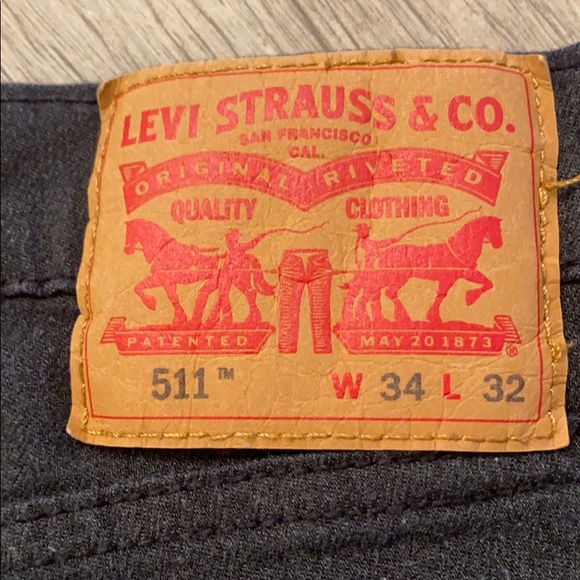 LEVI STRAUSS & CO.
SAN FRANCISCO
CAL.
ORIGINAL RIVETED
QUALITY CLOTHING
PATENTED MAY 20 1873 ®
511™ W 34 L 32